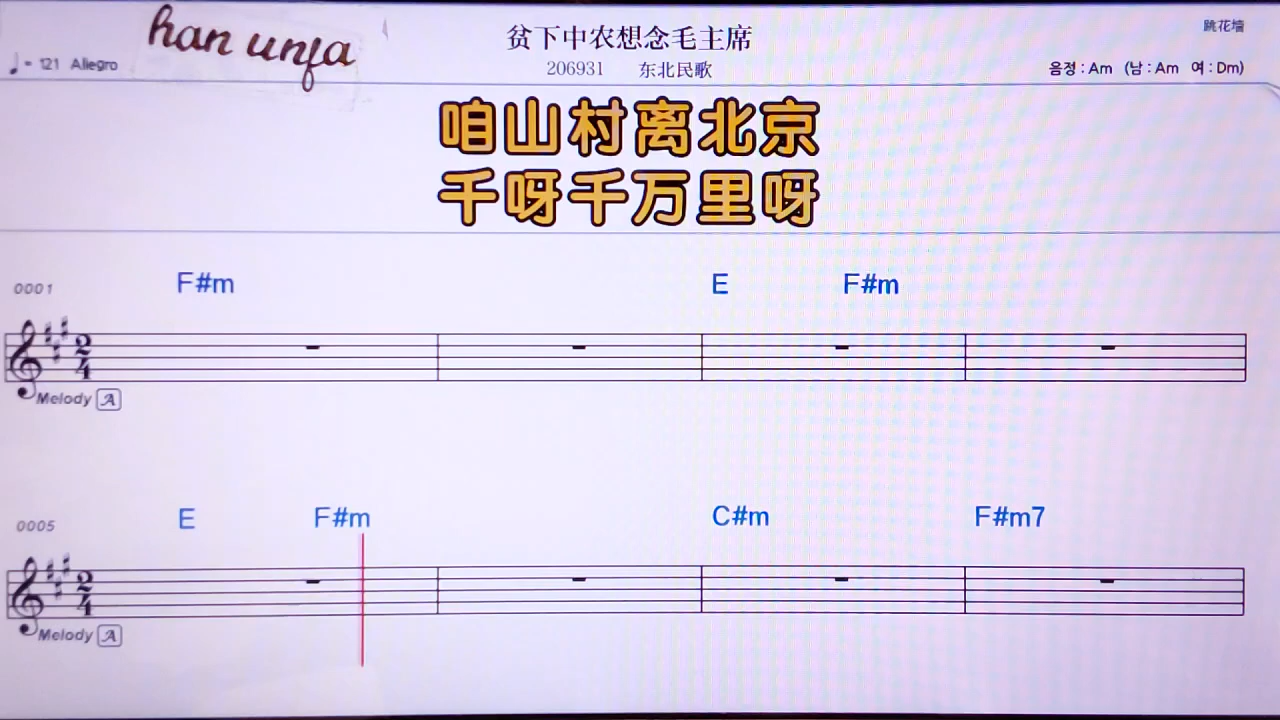 han unfa
贫下中农想念毛主席
跳花墙
♩= 121 Allegro
206931 东北民歌
음정 : Am (남 : Am 여 : Dm)
咱山村离北京
千呀千万里呀
0001 F#m E F#m
2/4
Melody A
0005 E F#m C#m F#m7
2/4
Melody A